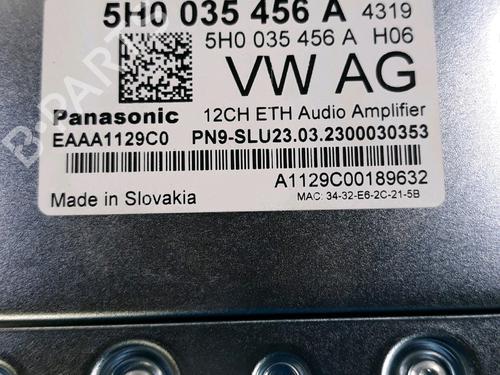 5H0 035 456 A 4319
5H0 035 456 A H06
VW AG
Panasonic 12CH ETH Audio Amplifier
EAAA1129C0 PN9-SLU23.03.2300030353
A1129C00189632
Made in Slovakia MAC: 34-32-E6-2C-21-5B